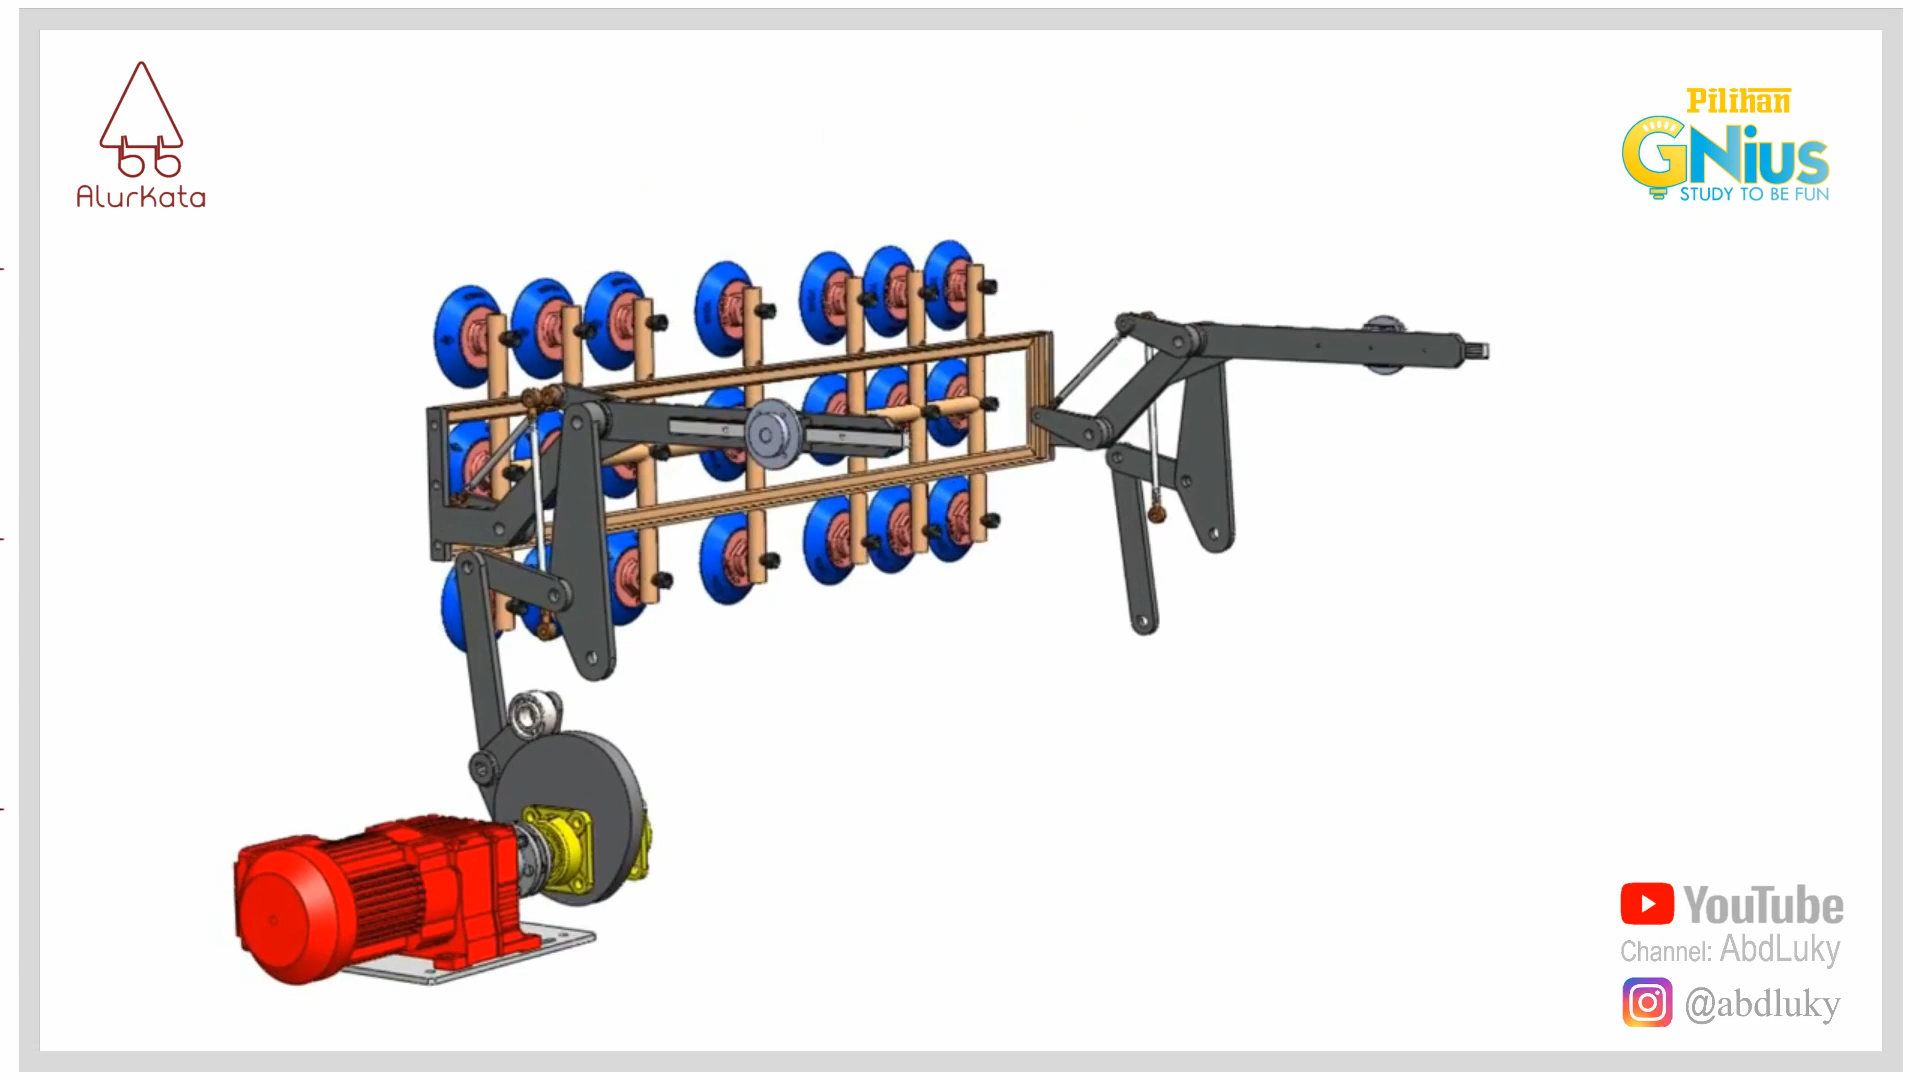 AlurKata
Pilihan
GNius
STUDY TO BE FUN
YouTube
Channel: AbdLuky
@abdluky